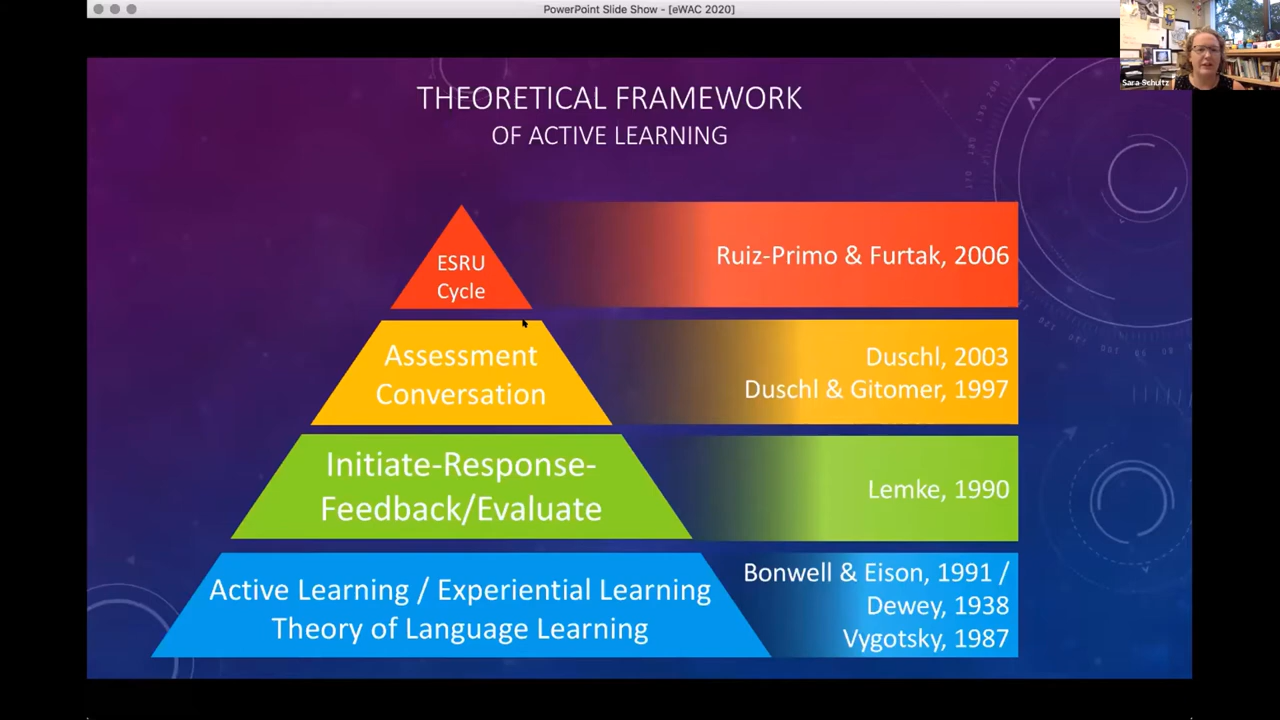 PowerPoint Slide Show - [eWAC 2020]
Sara Schultz
THEORETICAL FRAMEWORK
OF ACTIVE LEARNING
ESRU
Cycle
Ruiz-Primo & Furtak, 2006
Assessment
Conversation
Duschl, 2003
Duschl & Gitomer, 1997
Initiate-Response-
Feedback/Evaluate
Lemke, 1990
Active Learning / Experiential Learning
Theory of Language Learning
Bonwell & Eison, 1991 /
Dewey, 1938
Vygotsky, 1987